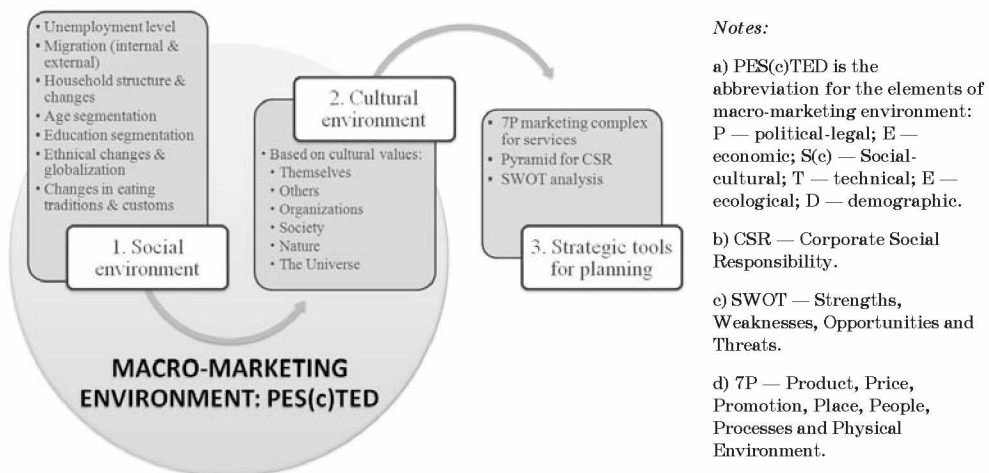 • Unemployment level
• Migration (internal &
external)
• Household structure &
changes
• Age segmentation
• Education segmentation
• Ethnical changes &
globalization
• Changes in eating
traditions & customs
1. Social
environment
2. Cultural
environment
• Based on cultural values:
• Themselves
• Others
• Organizations
• Society
• Nature
• The Universe
• 7P marketing complex
for services
• Pyramid for CSR
• SWOT analysis
3. Strategic tools
for planning
MACRO-MARKETING
ENVIRONMENT: PES(c)TED
Notes:
a) PES(c)TED is the
abbreviation for the elements of
macro-marketing environment:
P — political-legal; E —
economic; S(c) — Social-
cultural; T — technical; E —
ecological; D — demographic.
b) CSR — Corporate Social
Responsibility.
c) SWOT — Strengths,
Weaknesses, Opportunities and
Threats.
d) 7P — Product, Price,
Promotion, Place, People,
Processes and Physical
Environment.